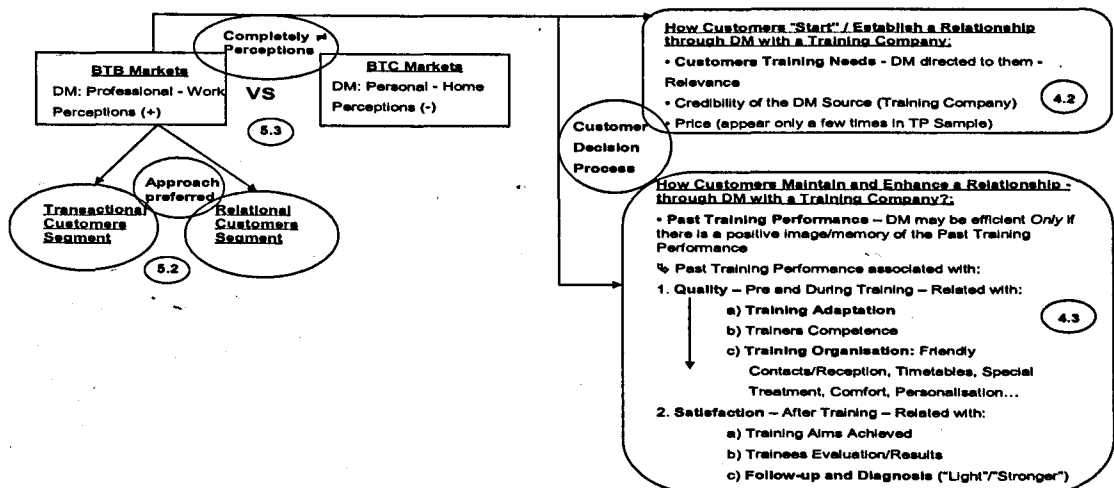 Completely ≠
Perceptions
BTB Markets
DM: Professional - Work
Perceptions (+)
VS
BTC Markets
DM: Personal - Home
Perceptions (-)
5.3
Approach
preferred
Transactional
Customers
Segment
Relational
Customers
Segment
5.2
Customer
Decision
Process
How Customers "Start" / Establish a Relationship
through DM with a Training Company:
• Customers Training Needs - DM directed to them -
Relevance
• Credibility of the DM Source (Training Company)
• Price (appear only a few times in TP Sample)
4.2
How Customers Maintain and Enhance a Relationship -
through DM with a Training Company?:
• Past Training Performance – DM may be efficient Only if
there is a positive image/memory of the Past Training
Performance
↳ Past Training Performance associated with:
1. Quality – Pre and During Training – Related with:
a) Training Adaptation
b) Trainers Competence
c) Training Organisation: Friendly
Contacts/Reception, Timetables, Special
Treatment, Comfort, Personalisation...
4.3
2. Satisfaction – After Training – Related with:
a) Training Aims Achieved
b) Trainees Evaluation/Results
c) Follow-up and Diagnosis ("Light"/"Stronger")